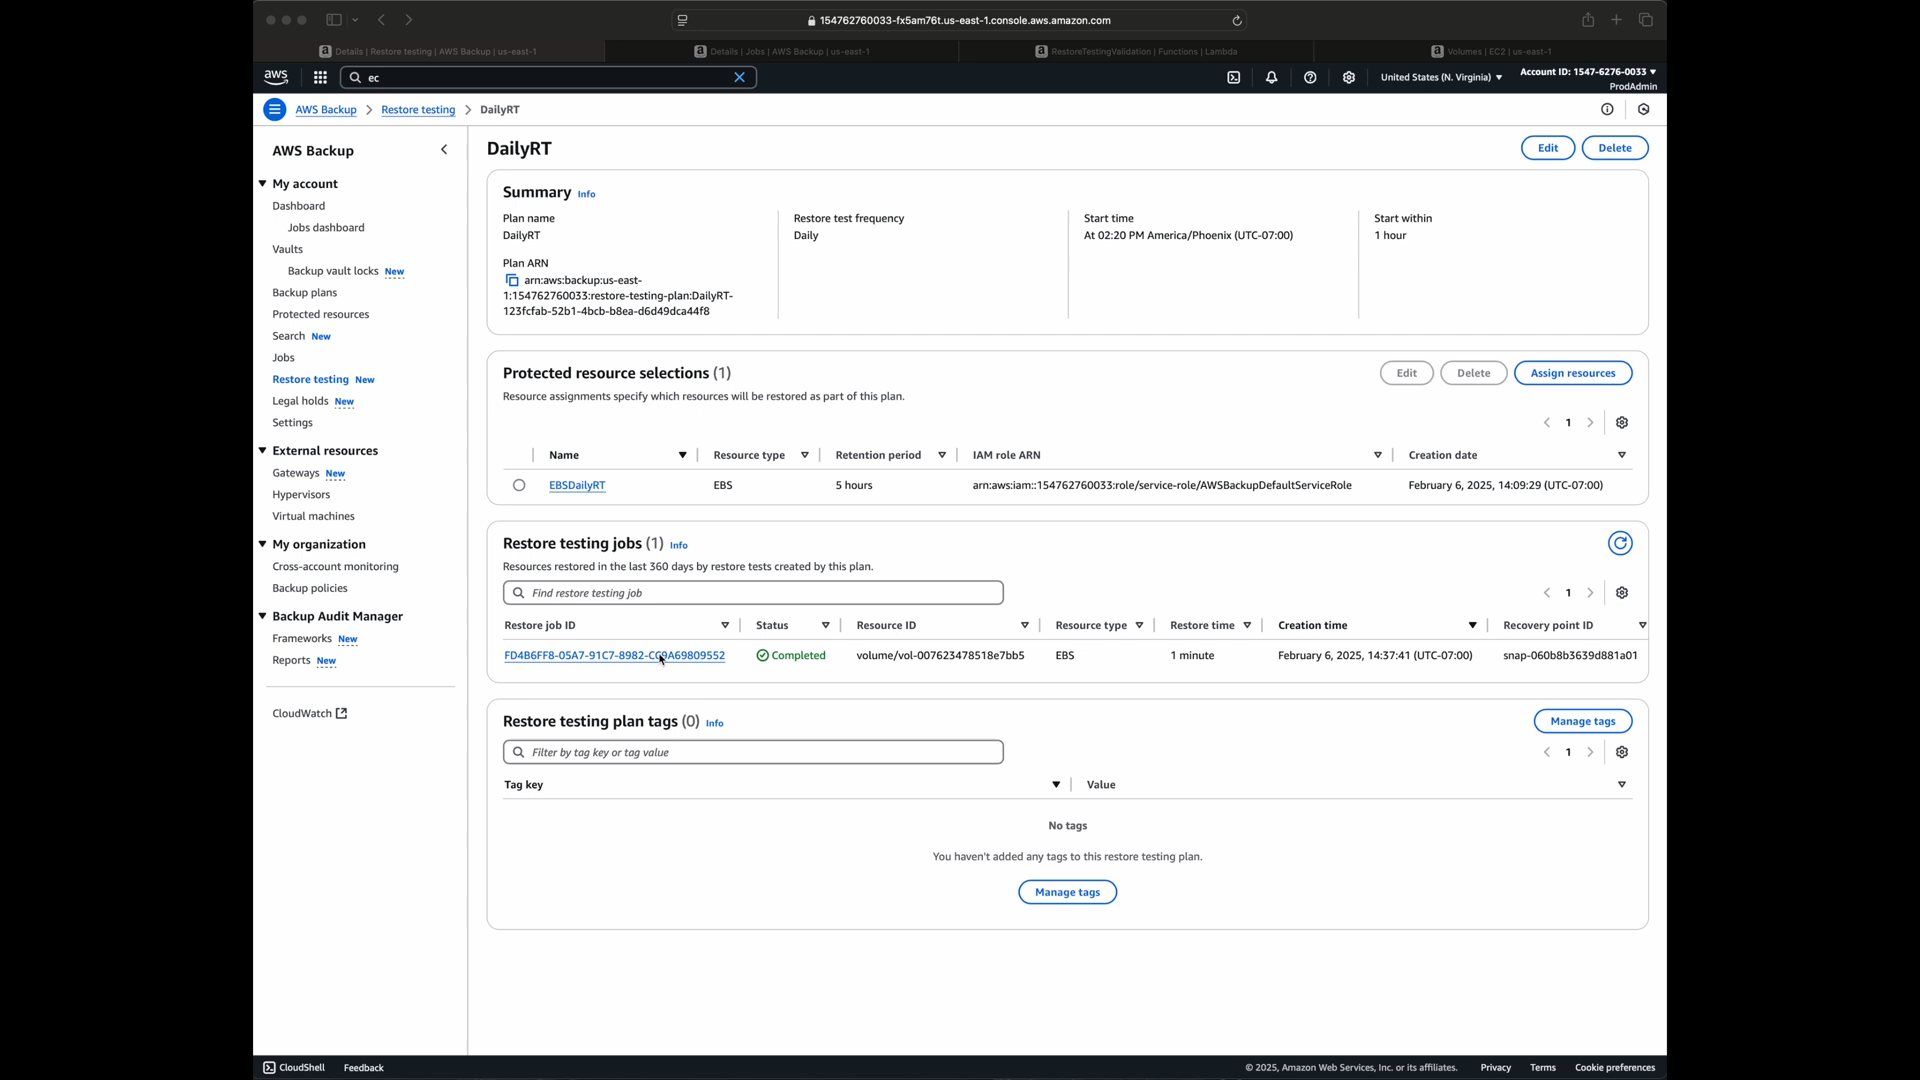 154762760033-fx5am76t.us-east-1.console.aws.amazon.com
Details | Restore testing | AWS Backup | us-east-1
Details | Jobs | AWS Backup | us-east-1
RestoreTestingValidation | Functions | Lambda
Volumes | EC2 | us-east-1
aws
ec
United States (N. Virginia)
Account ID: 1547-6276-0033
ProdAdmin
AWS Backup
Restore testing
DailyRT
AWS Backup
My account
Dashboard
Jobs dashboard
Vaults
Backup vault locks New
Backup plans
Protected resources
Search New
Jobs
Restore testing New
Legal holds New
Settings
External resources
Gateways New
Hypervisors
Virtual machines
My organization
Cross-account monitoring
Backup policies
Backup Audit Manager
Frameworks New
Reports New
CloudWatch
DailyRT
Edit
Delete
Summary Info
Plan name
DailyRT
Plan ARN
arn:aws:backup:us-east-
1:154762760033:restore-testing-plan:DailyRT-
123fcfab-52b1-4bcb-b8ea-d6d49dca44f8
Restore test frequency
Daily
Start time
At 02:20 PM America/Phoenix (UTC-07:00)
Start within
1 hour
Protected resource selections (1)
Edit
Delete
Assign resources
Resource assignments specify which resources will be restored as part of this plan.
1
Name Resource type Retention period IAM role ARN Creation date
EBSDailyRT EBS 5 hours arn:aws:iam::154762760033:role/service-role/AWSBackupDefaultServiceRole February 6, 2025, 14:09:29 (UTC-07:00)
Restore testing jobs (1) Info
Resources restored in the last 360 days by restore tests created by this plan.
Find restore testing job
1
Restore job ID Status Resource ID Resource type Restore time Creation time Recovery point ID
FD4B6FF8-05A7-91C7-8982-CC9A69809552 Completed volume/vol-007623478518e7bb5 EBS 1 minute February 6, 2025, 14:37:41 (UTC-07:00) snap-060b8b3639d881a01
Restore testing plan tags (0) Info
Manage tags
Filter by tag key or tag value
1
Tag key Value
No tags
You haven't added any tags to this restore testing plan.
Manage tags
CloudShell
Feedback
© 2025, Amazon Web Services, Inc. or its affiliates.
Privacy
Terms
Cookie preferences